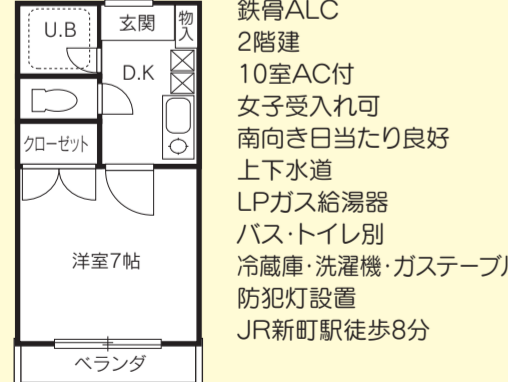 U.B
玄関
物入
D.K
クローゼット
洋室7帖
ベランダ
鉄骨ALC
2階建
10室AC付
女子受入れ可
南向き日当たり良好
上下水道
LPガス給湯器
バス・トイレ別
冷蔵庫・洗濯機・ガステーブル
防犯灯設置
JR新町駅徒歩8分